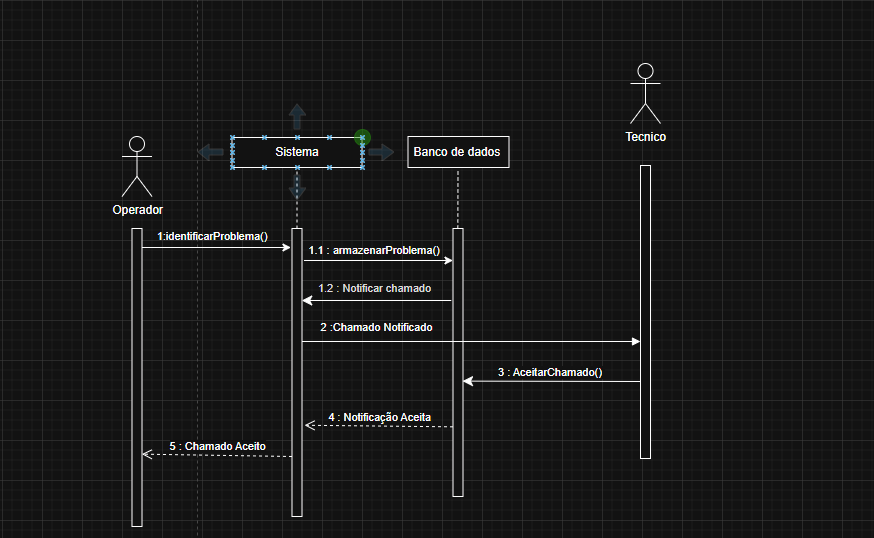 Tecnico
Sistema
Banco de dados
Operador
1:identificarProblema()
1.1 : armazenarProblema()
1.2 : Notificar chamado
2 :Chamado Notificado
3 : AceitarChamado()
4 : Notificação Aceita
5 : Chamado Aceito